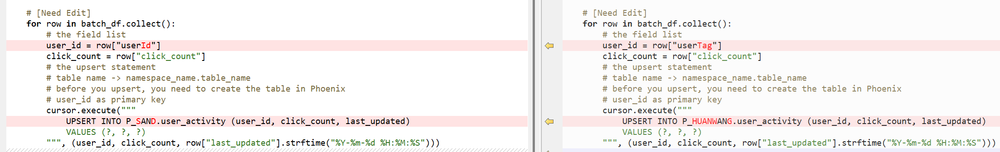 # [Need Edit]
for row in batch_df.collect():
# the field list
user_id = row["userId"]
click_count = row["click_count"]
# the upsert statement
# table name -> namespace_name.table_name
# before you upsert, you need to create the table in Phoenix
# user_id as primary key
cursor.execute("""
UPSERT INTO P_SAND.user_activity (user_id, click_count, last_updated)
VALUES (?, ?, ?)
""", (user_id, click_count, row["last_updated"].strftime("%Y-%m-%d %H:%M:%S")))
# [Need Edit]
for row in batch_df.collect():
# the field list
user_id = row["userTag"]
click_count = row["click_count"]
# the upsert statement
# table name -> namespace_name.table_name
# before you upsert, you need to create the table in Phoenix
# user_id as primary key
cursor.execute("""
UPSERT INTO P_HUANWANG.user_activity (user_id, click_count, last_updated)
VALUES (?, ?, ?)
""", (user_id, click_count, row["last_updated"].strftime("%Y-%m-%d %H:%M:%S")))